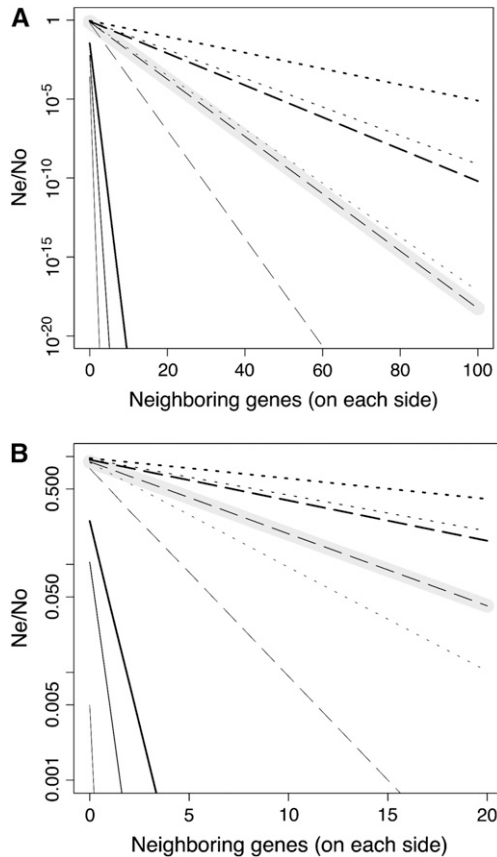 A
Ne/No
1
10-5
10-10
10-15
10-20
0 20 40 60 80 100
Neighboring genes (on each side)
B
Ne/No
0.500
0.050
0.005
0.001
0 5 10 15 20
Neighboring genes (on each side)